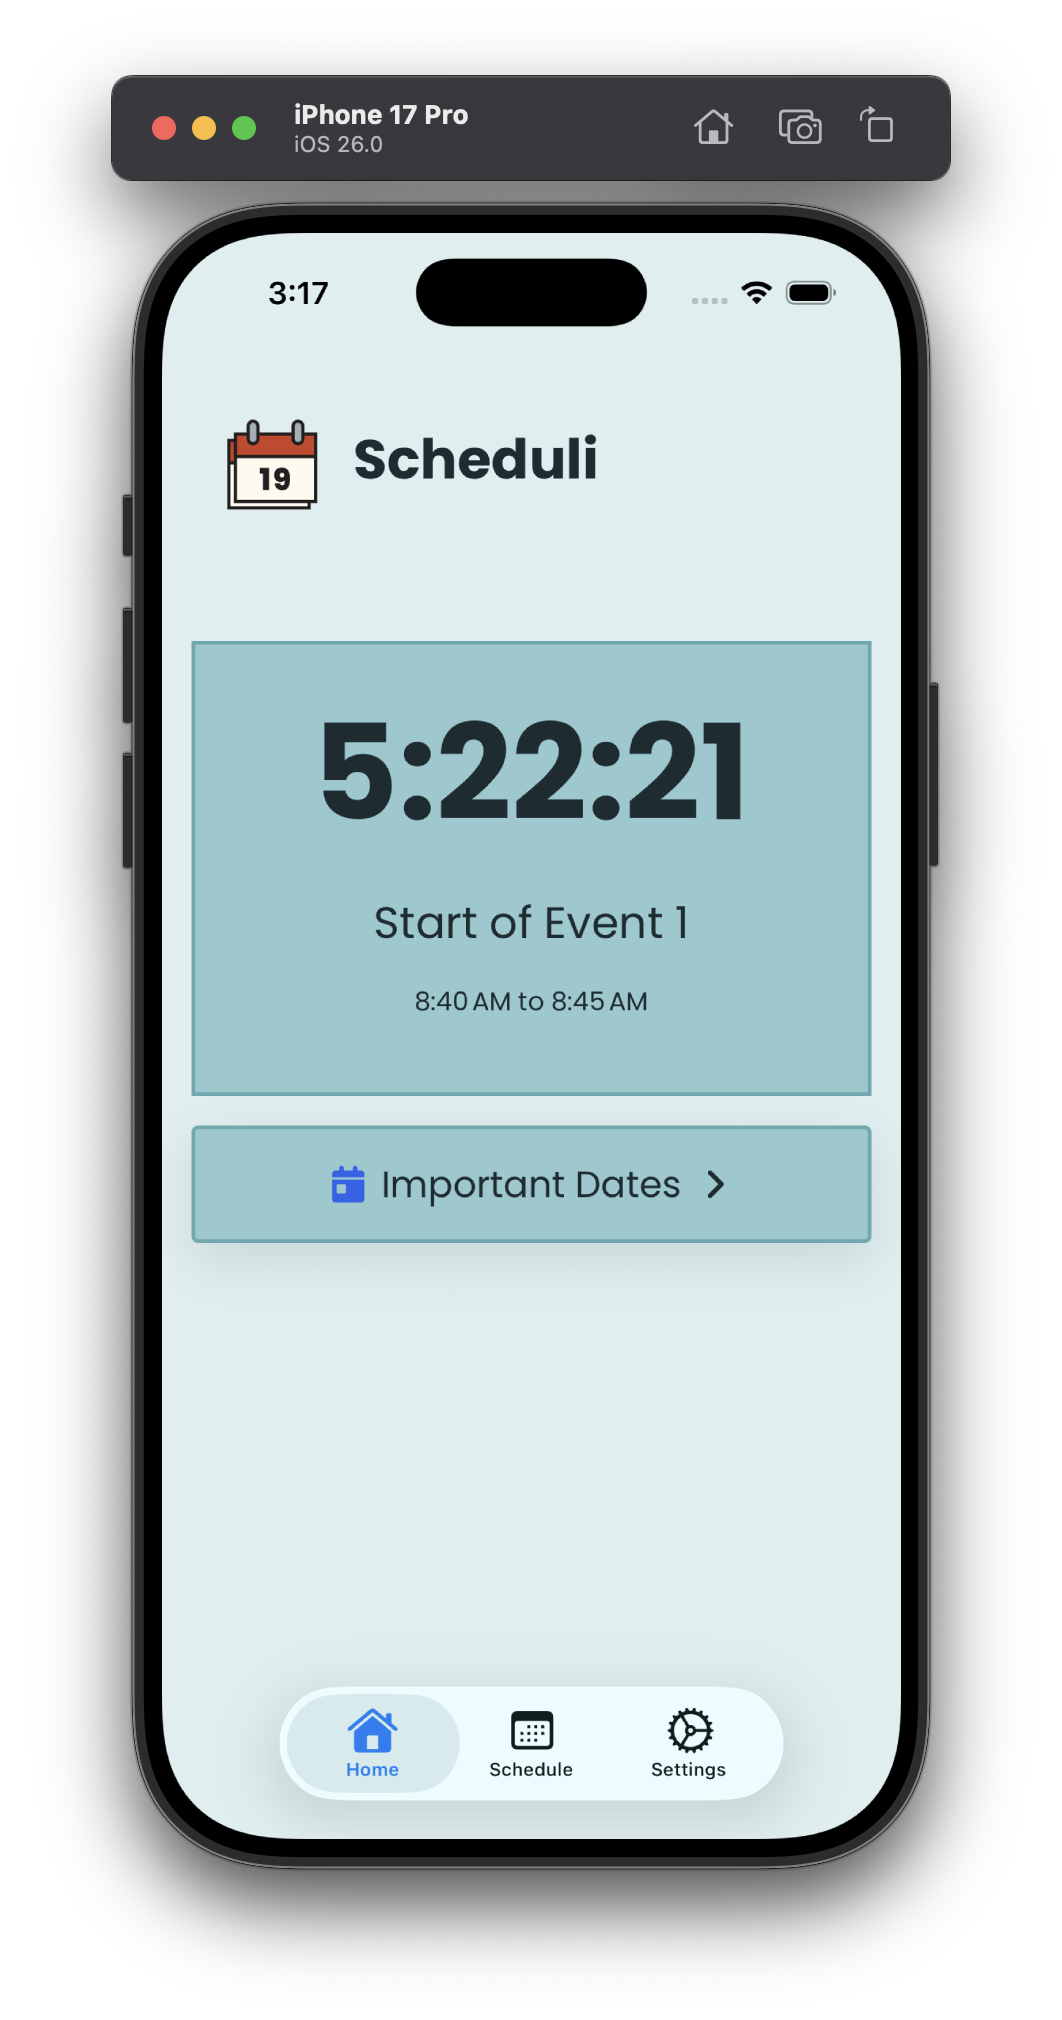 iPhone 17 Pro
iOS 26.0
3:17
19
Scheduli
5:22:21
Start of Event 1
8:40 AM to 8:45 AM
Important Dates
Home Schedule Settings